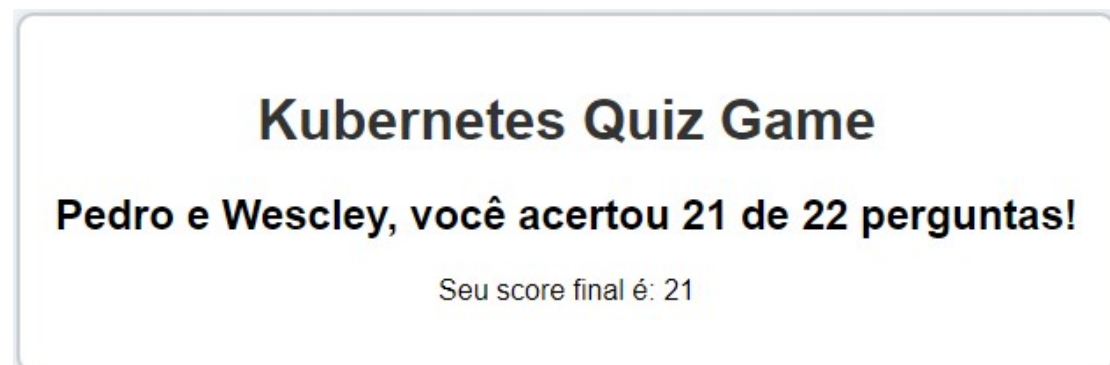 Kubernetes Quiz Game
Pedro e Wescley, você acertou 21 de 22 perguntas!
Seu score final é: 21